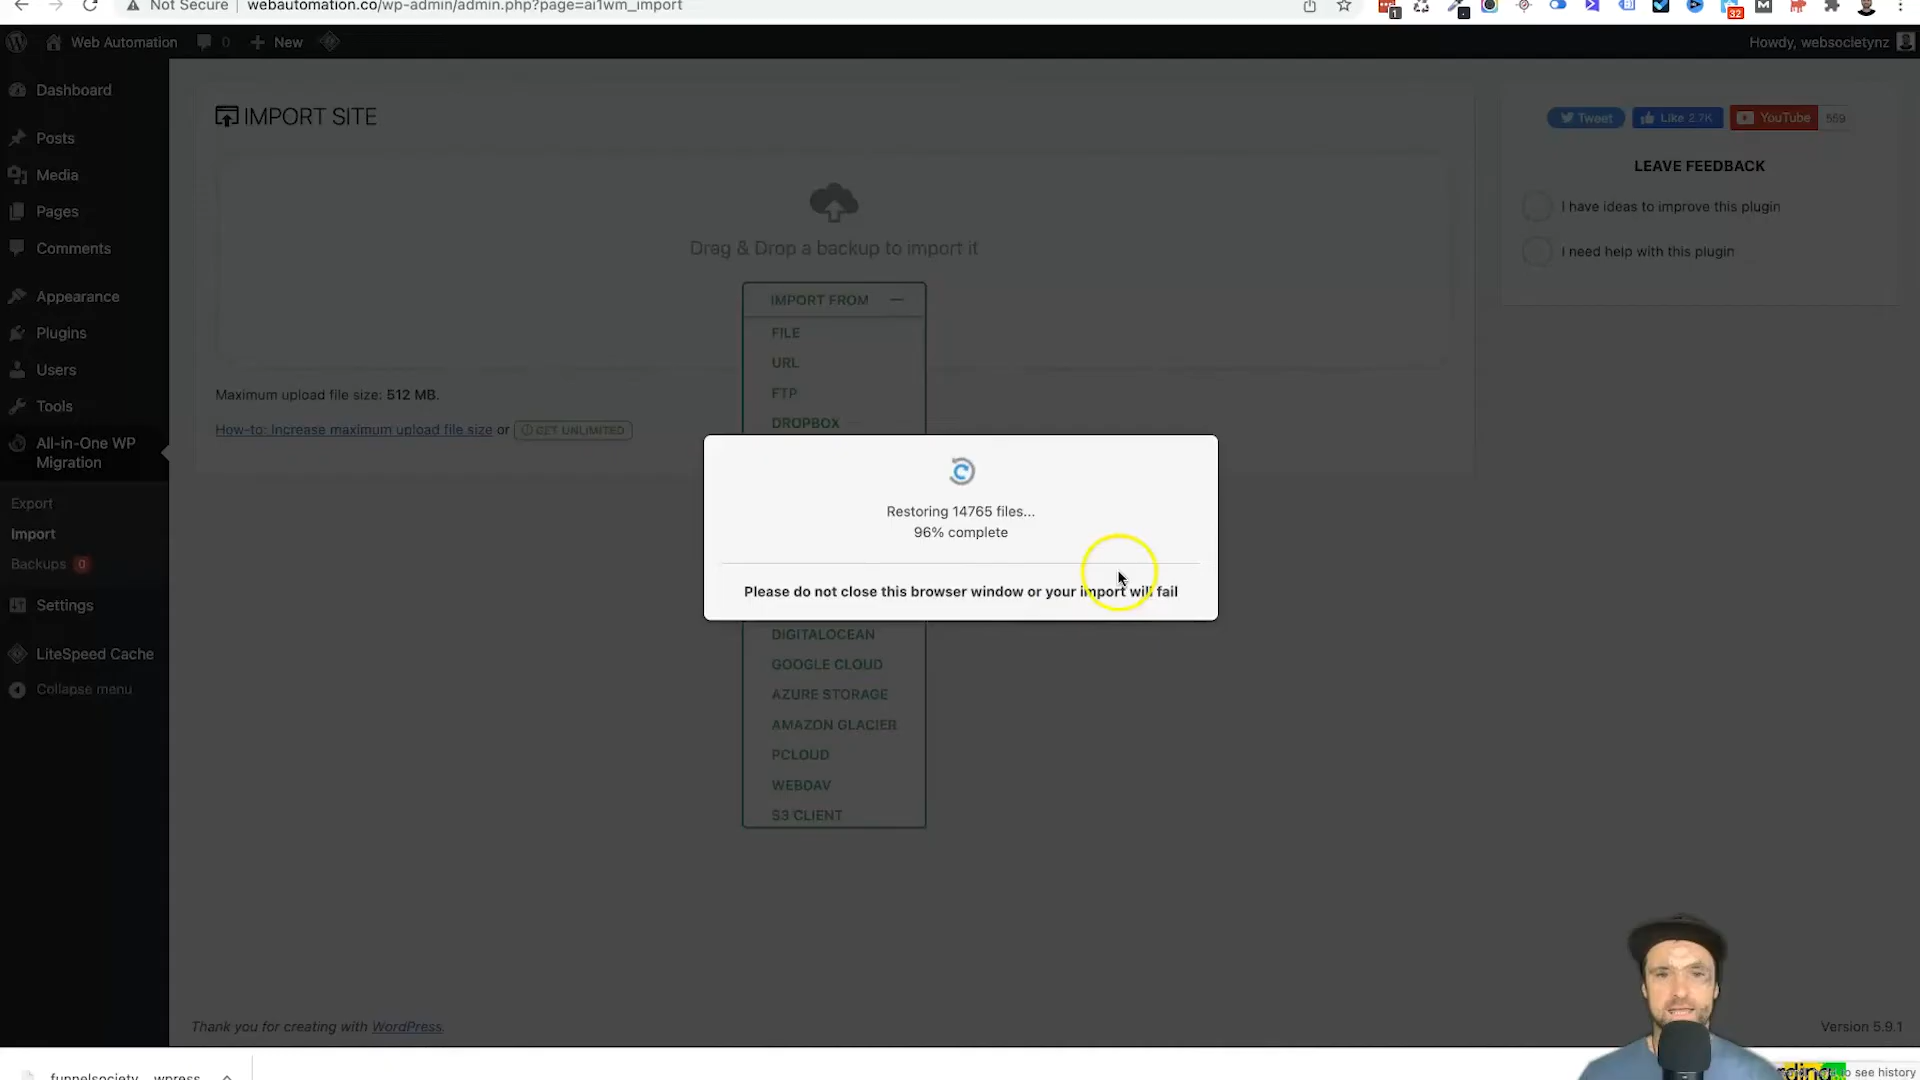 Not Secure
webautomation.co/wp-admin/admin.php?page=ai1wm_import
1
32
Web Automation
0
New
Howdy, websocietynz
Dashboard
Posts
Media
Pages
Comments
Appearance
Plugins
Users
Tools
All-in-One WP
Migration
Export
Import
Backups 0
Settings
LiteSpeed Cache
Collapse menu
IMPORT SITE
Drag & Drop a backup to import it
IMPORT FROM
FILE
URL
FTP
DROPBOX
Maximum upload file size: 512 MB.
How-to: Increase maximum upload file size or GET UNLIMITED
Restoring 14765 files...
96% complete
Please do not close this browser window or your import will fail
DIGITALOCEAN
GOOGLE CLOUD
AZURE STORAGE
AMAZON GLACIER
PCLOUD
WEBDAV
S3 CLIENT
Tweet
Like 2.7K
YouTube
559
LEAVE FEEDBACK
I have ideas to improve this plugin
I need help with this plugin
Thank you for creating with WordPress.
Version 5.9.1
funnelsociety
wpress
to see history